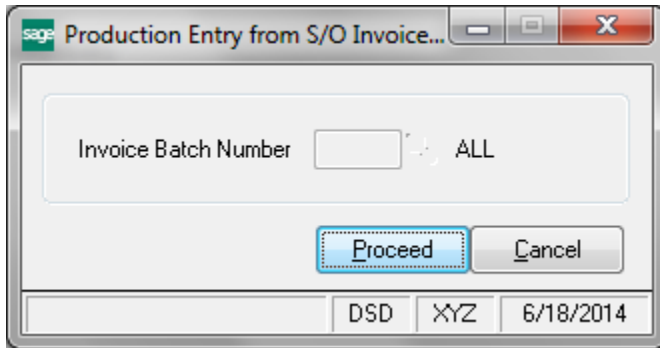 sage Production Entry from S/O Invoice...
Invoice Batch Number ALL
Proceed Cancel
DSD XYZ 6/18/2014